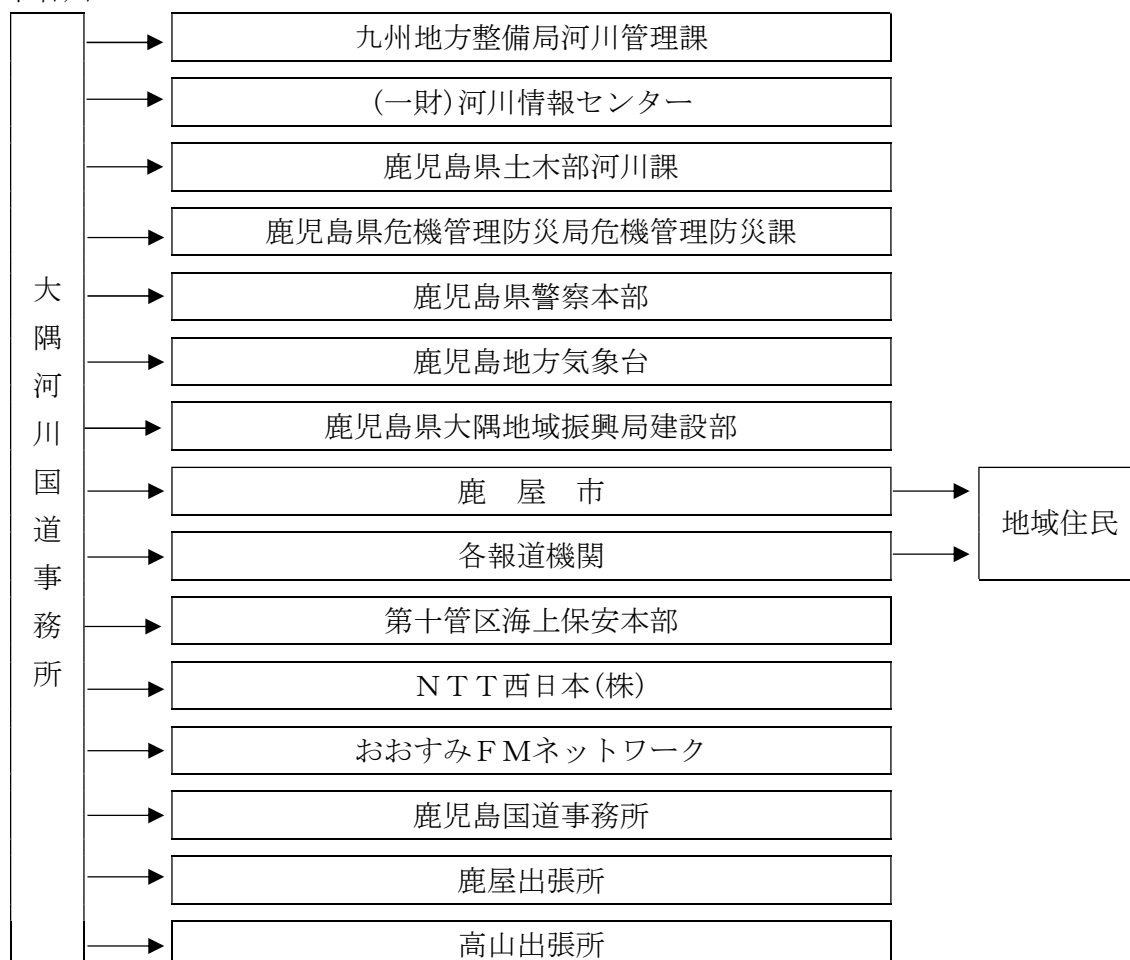 大隅河川国道事務所
九州地方整備局河川管理課
(一財)河川情報センター
鹿児島県土木部河川課
鹿児島県危機管理防災局危機管理防災課
鹿児島県警察本部
鹿児島地方気象台
鹿児島県大隅地域振興局建設部
鹿　屋　市
各報道機関
地域住民
第十管区海上保安本部
ＮＴＴ西日本(株)
おおすみＦＭネットワーク
鹿児島国道事務所
鹿屋出張所
高山出張所